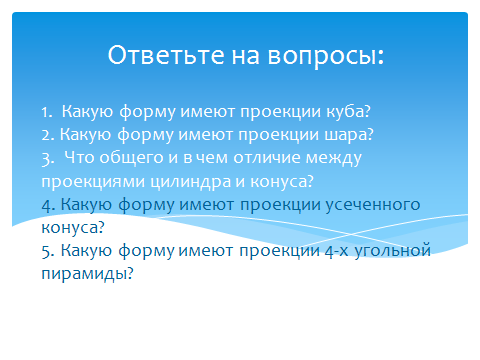 Ответьте на вопросы:
1. Какую форму имеют проекции куба?
2. Какую форму имеют проекции шара?
3. Что общего и в чем отличие между
проекциями цилиндра и конуса?
4. Какую форму имеют проекции усеченного
конуса?
5. Какую форму имеют проекции 4-х угольной
пирамиды?